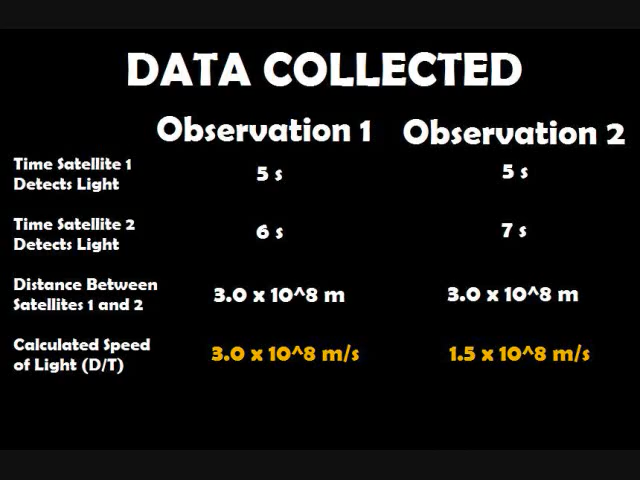 DATA COLLECTED
Observation 1 Observation 2
Time Satellite 1
Detects Light
5 s 5 s
Time Satellite 2
Detects Light
6 s 7 s
Distance Between
Satellites 1 and 2
3.0 x 10^8 m 3.0 x 10^8 m
Calculated Speed
of Light (D/T)
3.0 x 10^8 m/s 1.5 x 10^8 m/s